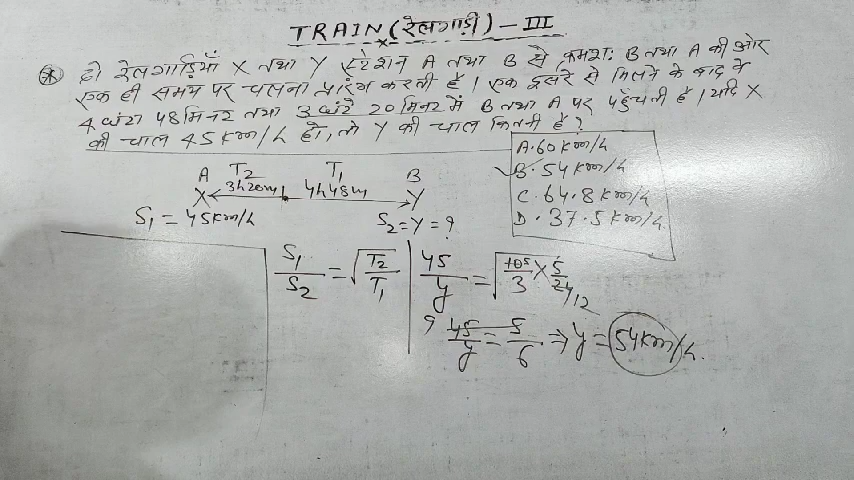 TRAIN (रेलगाड़ी) - III
दो रेलगाड़ियाँ X तथा Y स्टेशन A तथा B से क्रमश: B तथा A की ओर
एक ही समय पर चलना प्रारंभ करती हैं। एक दूसरे से मिलने के बाद वे
4 घंटा 48 मिनट तथा 3 घंटे 20 मिनट में B तथा A पर पहुँचती हैं। यदि X
की चाल 45 km/h हो, तो Y की चाल कितनी है?
A. 60 km/h
B. 54 km/h
C. 64.8 km/h
D. 37.5 km/h
A T2 T1 B
X 3h20m 4h48m Y
S1 = 45 km/h S2 = Y = ?
S1/S2 = √T2/T1
45/y = √10 5/3 × 5/24 12
9 45/y = 5/6 ⇒ y = 54 km/h.